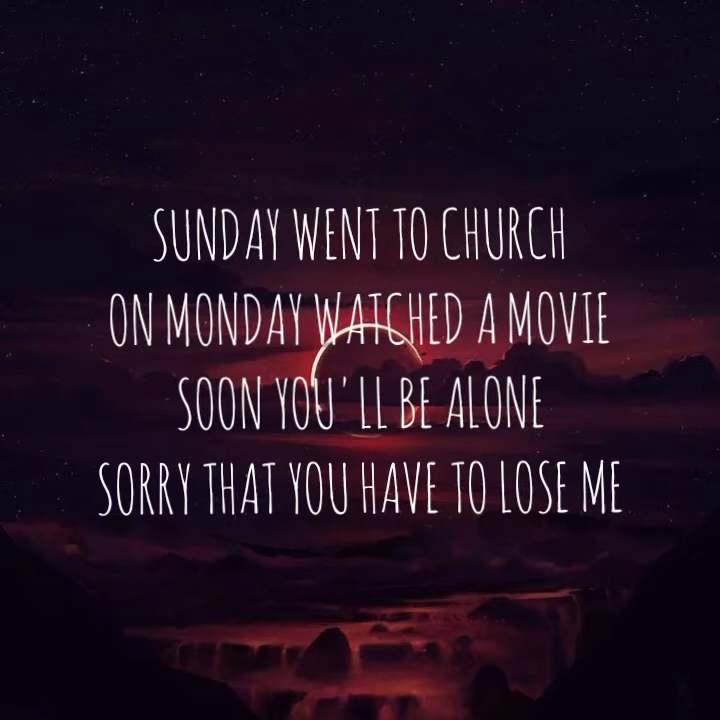 SUNDAY WENT TO CHURCH
ON MONDAY WATCHED A MOVIE
SOON YOU'LL BE ALONE
SORRY THAT YOU HAVE TO LOSE ME